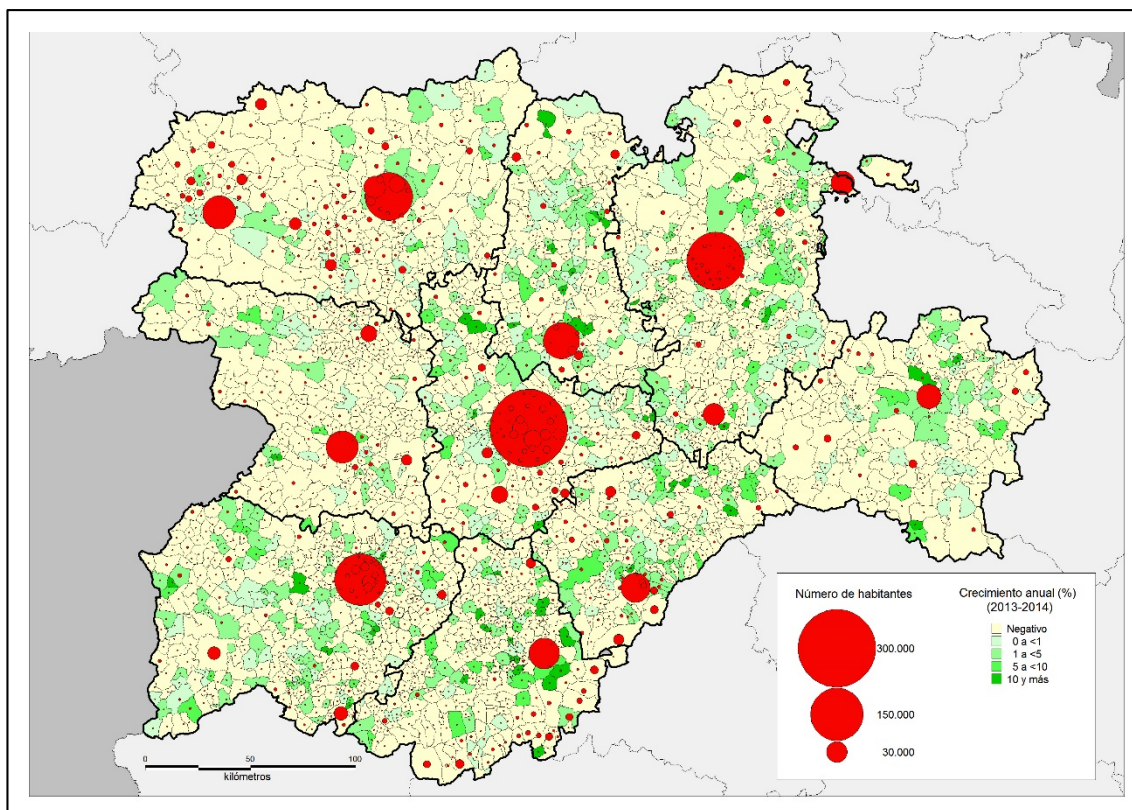 Número de habitantes
300.000
150.000
30.000
Crecimiento anual (%)
(2013-2014)
Negativo
0 a <1
1 a <5
5 a <10
10 y más
0 50 100
kilómetros